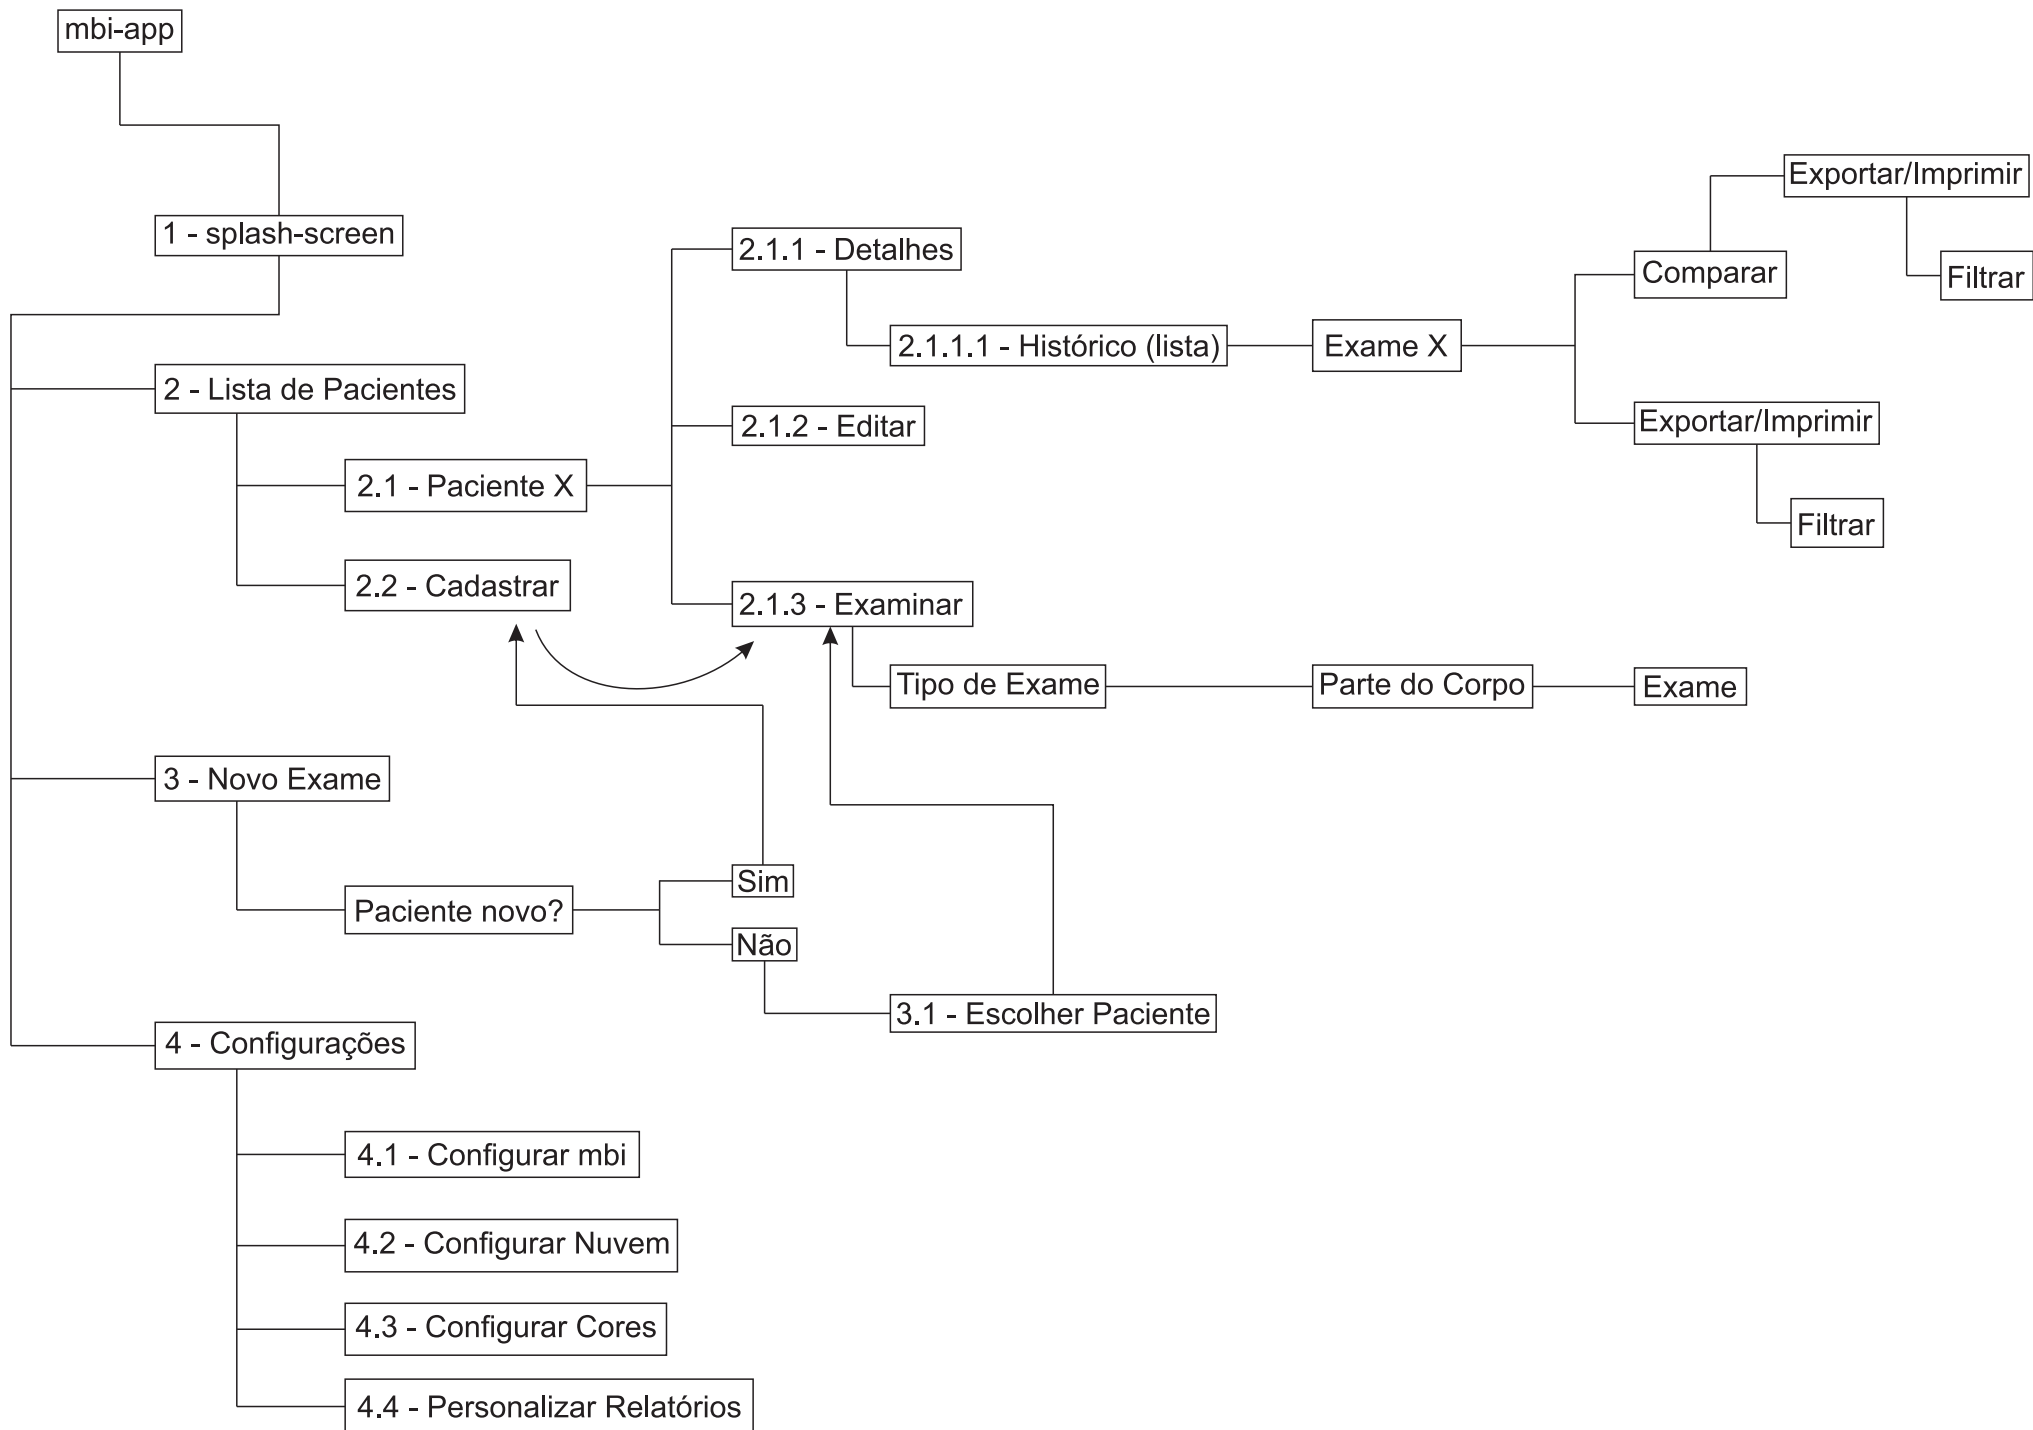 mbi-app
1 - splash-screen
2 - Lista de Pacientes
2.1 - Paciente X
2.1.1 - Detalhes
2.1.1.1 - Histórico (lista)
Exame X
Comparar
Exportar/Imprimir
Filtrar
Exportar/Imprimir
Filtrar
2.1.2 - Editar
2.1.3 - Examinar
Tipo de Exame
Parte do Corpo
Exame
2.2 - Cadastrar
3 - Novo Exame
Paciente novo?
Sim
Não
3.1 - Escolher Paciente
4 - Configurações
4.1 - Configurar mbi
4.2 - Configurar Nuvem
4.3 - Configurar Cores
4.4 - Personalizar Relatórios